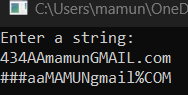 C:\Users\mamun\OneD
Enter a string:
434AAmamunGMAIL.com
###aaMAMUNgmail%COM